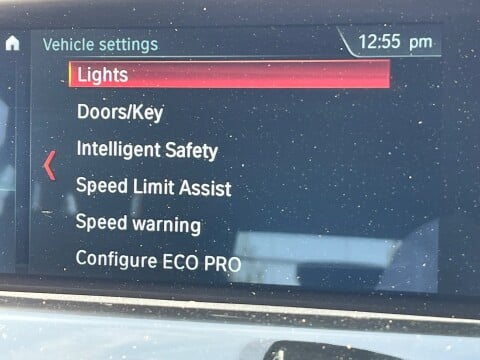 Vehicle settings
12:55 pm
Lights
Doors/Key
Intelligent Safety
Speed Limit Assist
Speed warning
Configure ECO PRO